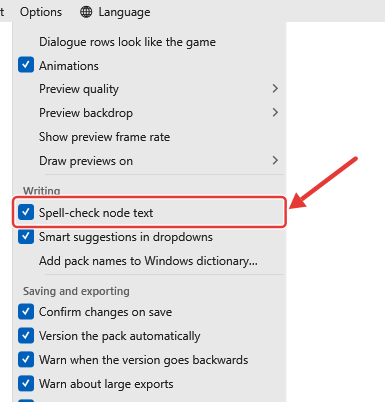 t Options Language
Dialogue rows look like the game
Animations
Preview quality
Preview backdrop
Show preview frame rate
Draw previews on
Writing
Spell-check node text
Smart suggestions in dropdowns
Add pack names to Windows dictionary...
Saving and exporting
Confirm changes on save
Version the pack automatically
Warn when the version goes backwards
Warn about large exports